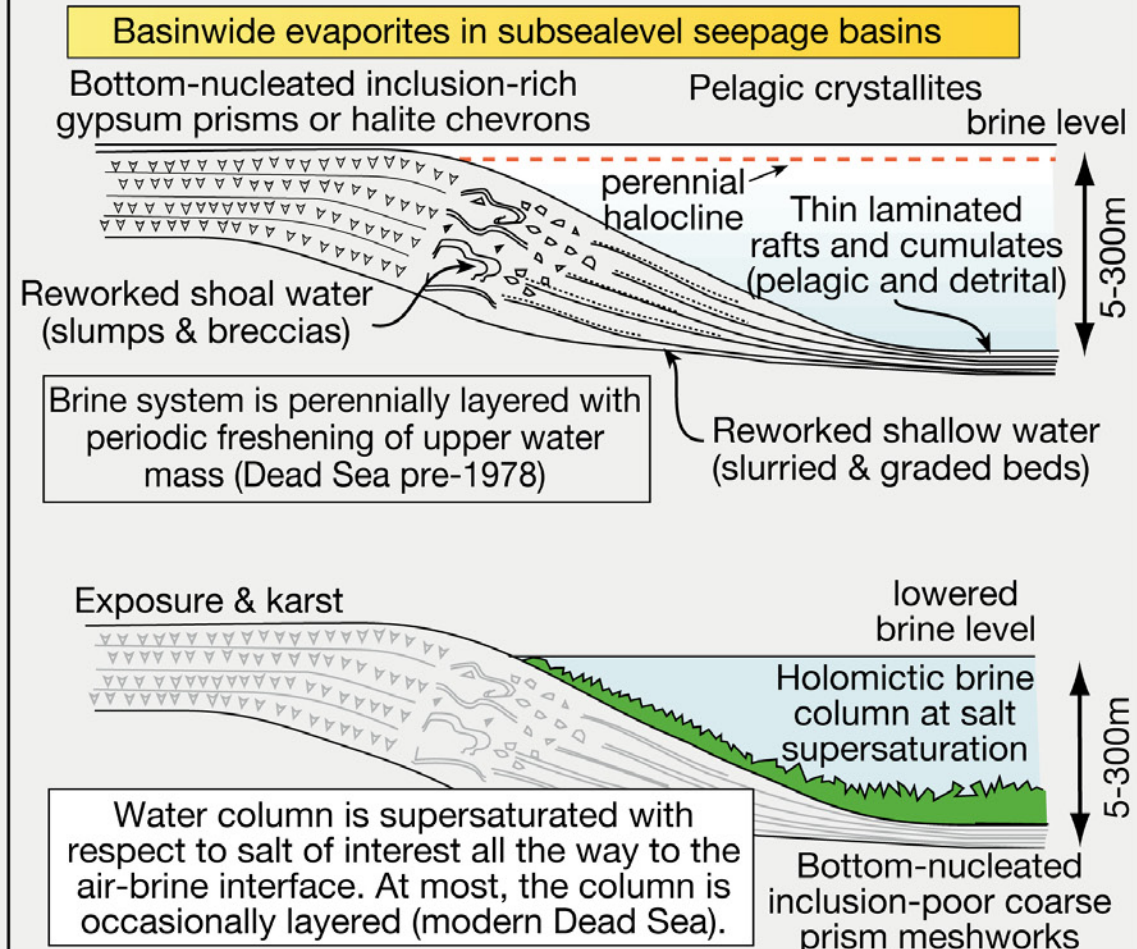 Basinwide evaporites in subsealevel seepage basins
Bottom-nucleated inclusion-rich
gypsum prisms or halite chevrons
Pelagic crystallites
brine level
perennial
halocline
Thin laminated
rafts and cumulates
(pelagic and detrital)
5-300m
Reworked shoal water
(slumps & breccias)
Brine system is perennially layered with
periodic freshening of upper water
mass (Dead Sea pre-1978)
Reworked shallow water
(slurried & graded beds)
Exposure & karst
lowered
brine level
Holomictic brine
column at salt
supersaturation
5-300m
Water column is supersaturated with
respect to salt of interest all the way to the
air-brine interface. At most, the column is
occasionally layered (modern Dead Sea).
Bottom-nucleated
inclusion-poor coarse
prism meshworks